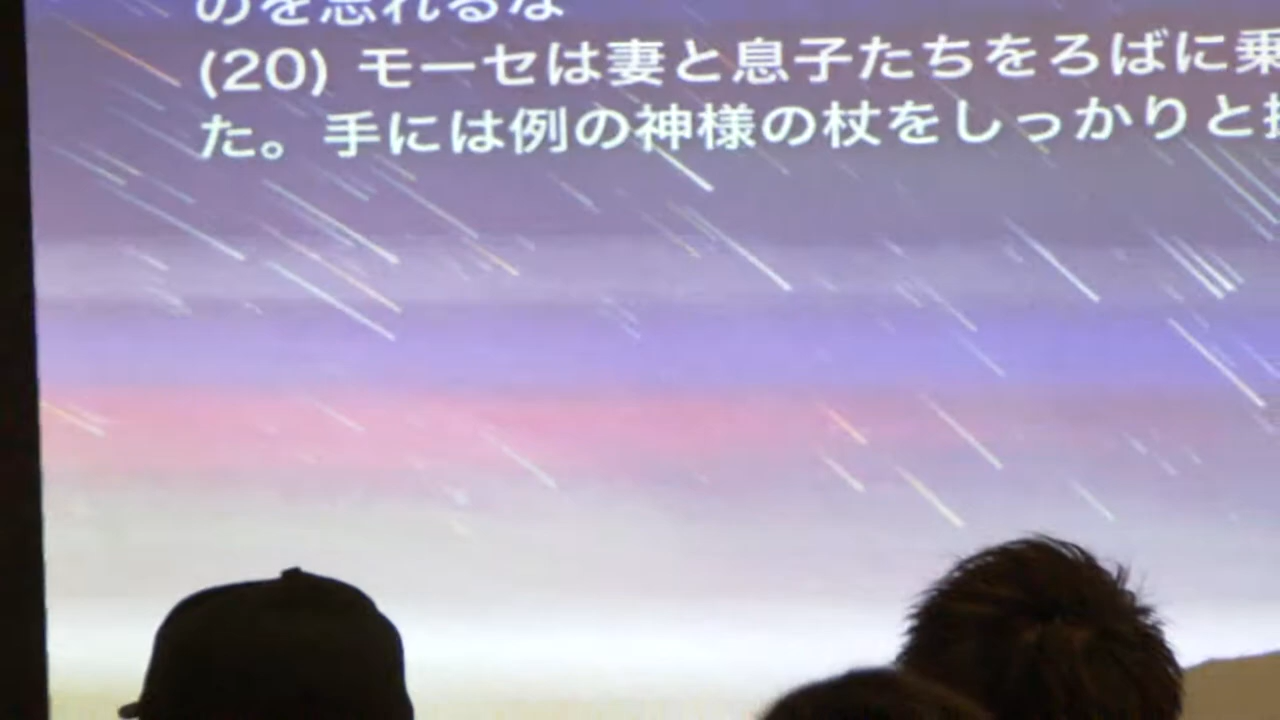 のを忘れるな
(20) モーセは妻と息子たちをろばに乗
た。手には例の神様の杖をしっかりと